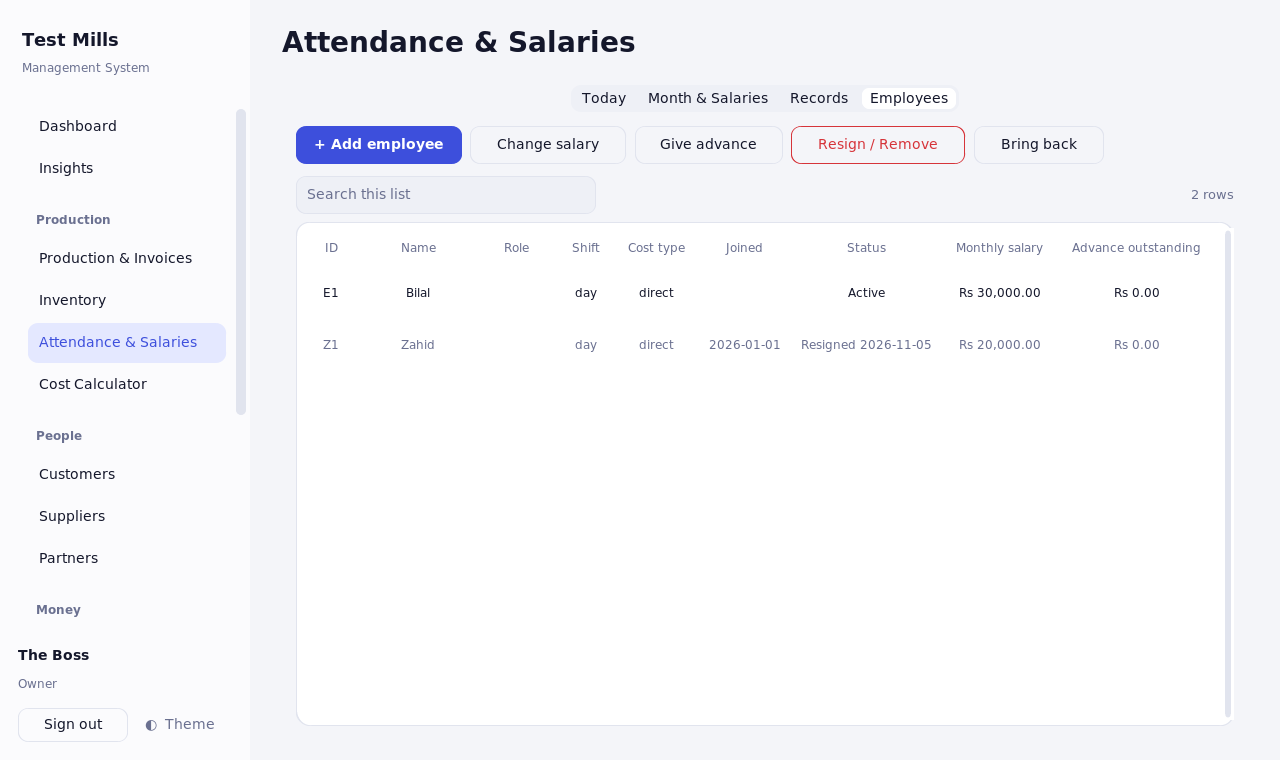 Test Mills
Management System
Dashboard
Insights
Production
Production & Invoices
Inventory
Attendance & Salaries
Cost Calculator
People
Customers
Suppliers
Partners
Money
The Boss
Owner
Sign out ◐ Theme
Attendance & Salaries
Today Month & Salaries Records Employees
+ Add employee Change salary Give advance Resign / Remove Bring back
Search this list 2 rows
ID Name Role Shift Cost type Joined Status Monthly salary Advance outstanding
E1 Bilal day direct Active Rs 30,000.00 Rs 0.00
Z1 Zahid day direct 2026-01-01 Resigned 2026-11-05 Rs 20,000.00 Rs 0.00